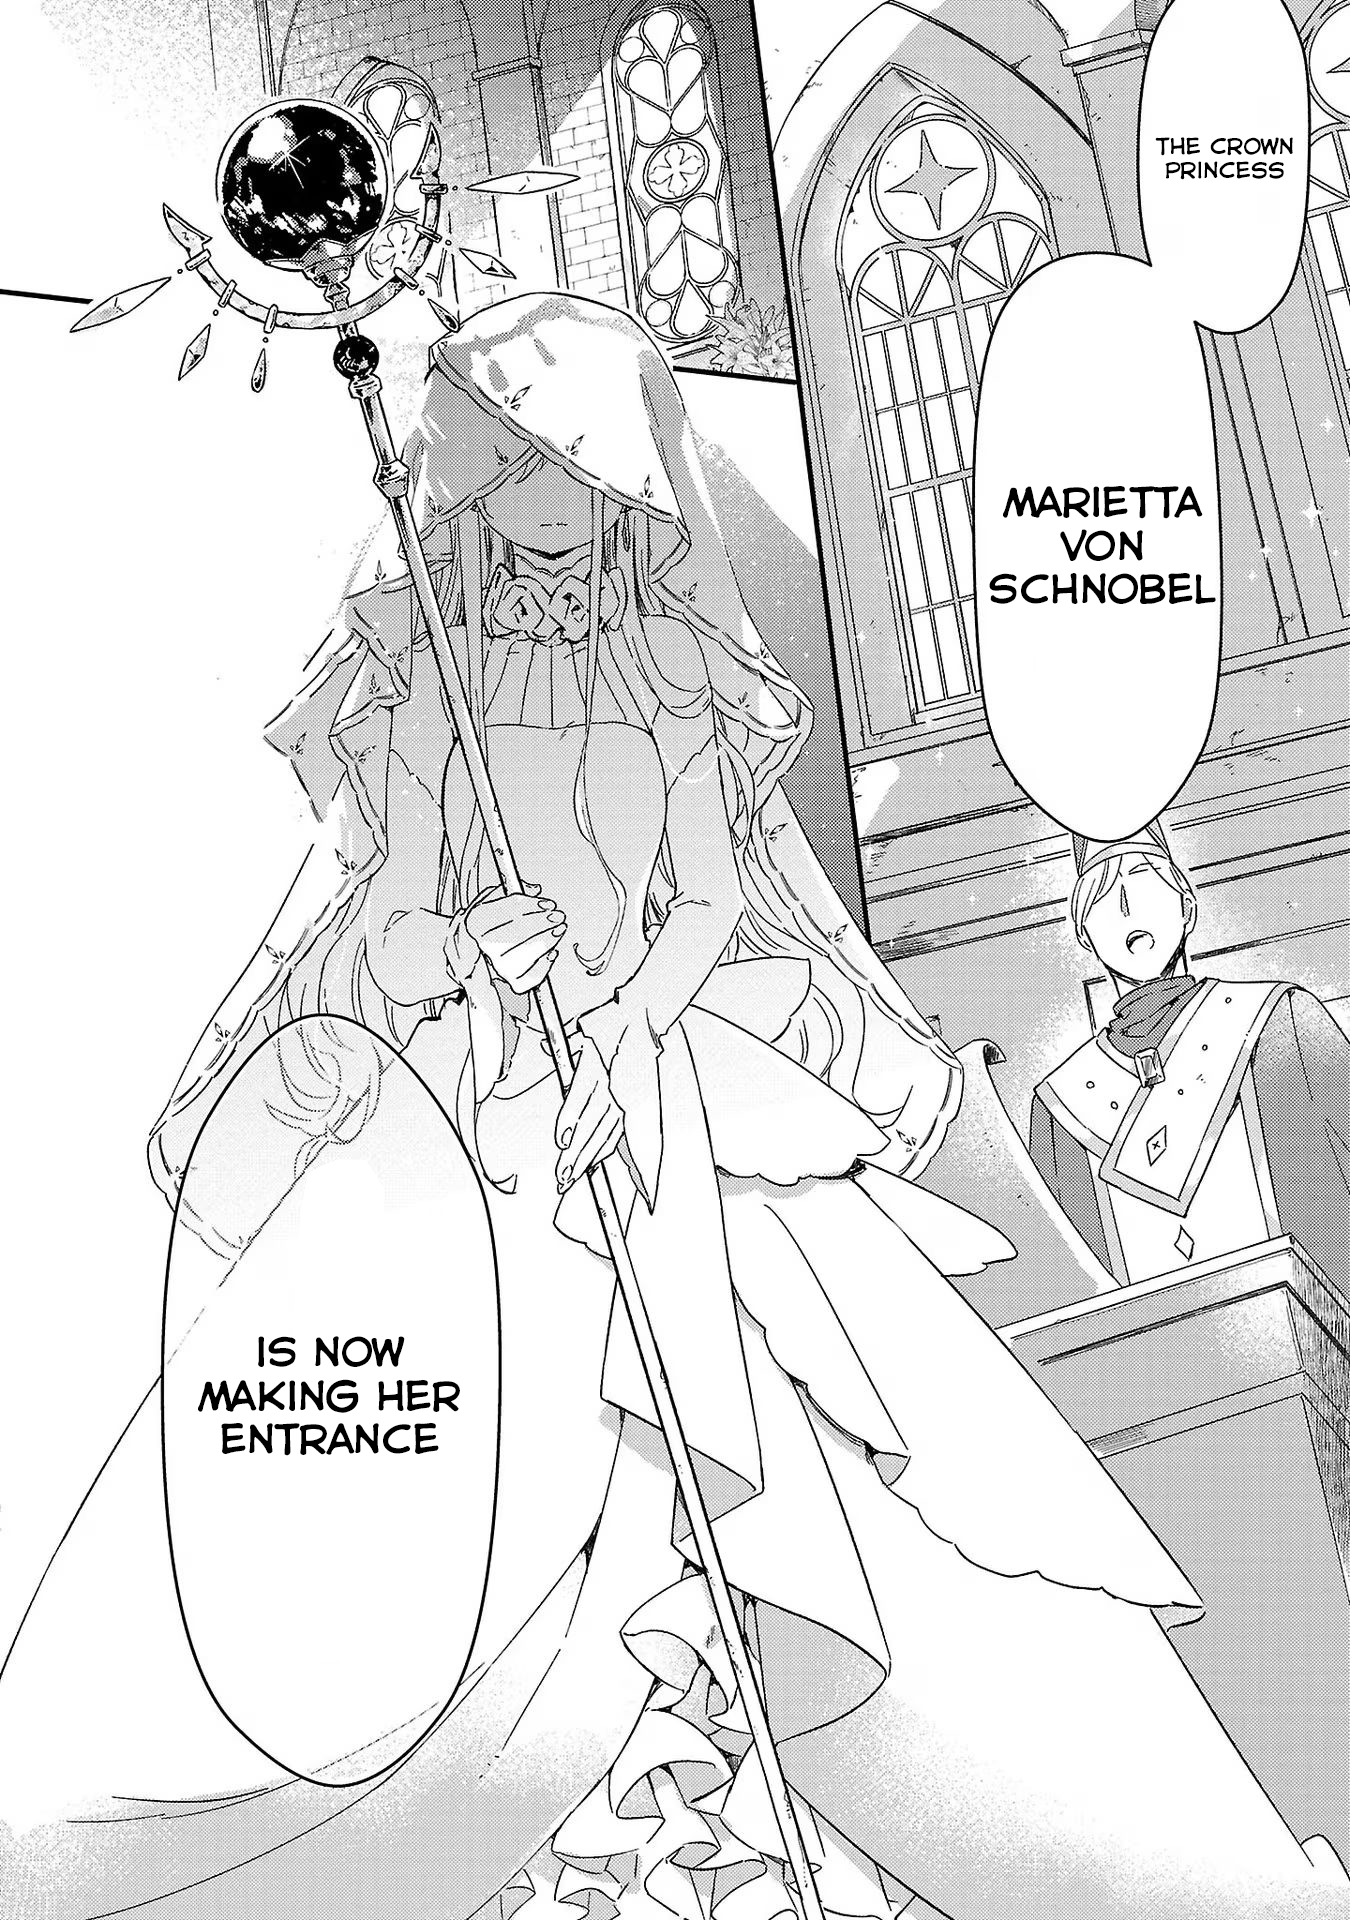 THE CROWN
PRINCESS
MARIETTA
VON
SCHNOBEL
IS NOW
MAKING HER
ENTRANCE